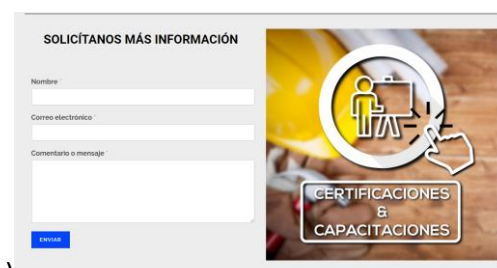 SOLICÍTANOS MÁS INFORMACIÓN
Nombre *
Correo electrónico *
Comentario o mensaje *
ENVIAR
CERTIFICACIONES
&
CAPACITACIONES